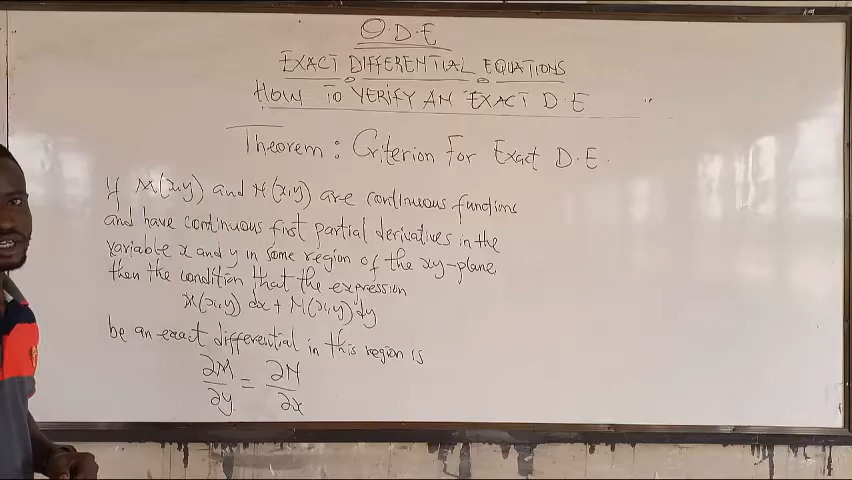 O.D.E
EXACT DIFFERENTIAL EQUATIONS
HOW TO VERIFY AN EXACT D.E
Theorem: Criterion For Exact D.E.
If M(x,y) and N(x,y) are continuous functions
and have continuous first partial derivatives in the
variable x and y in some region of the xy-plane
then the condition that the expression
M(x,y) dx + N(x,y) dy
be an exact differential in this region is
∂M/∂y = ∂N/∂x